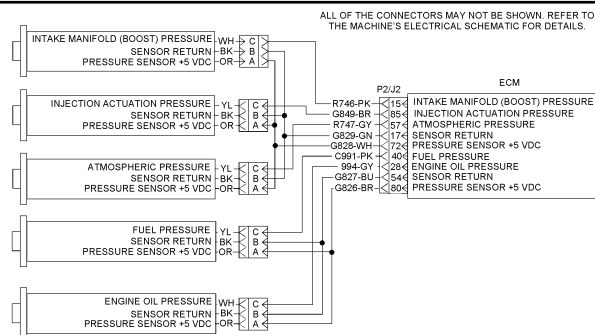 ALL OF THE CONNECTORS MAY NOT BE SHOWN. REFER TO
THE MACHINE'S ELECTRICAL SCHEMATIC FOR DETAILS.
INTAKE MANIFOLD (BOOST) PRESSURE WH C
SENSOR RETURN BK B
PRESSURE SENSOR +5 VDC OR A
INJECTION ACTUATION PRESSURE YL C
SENSOR RETURN BK B
PRESSURE SENSOR +5 VDC OR A
ATMOSPHERIC PRESSURE YL C
SENSOR RETURN BK B
PRESSURE SENSOR +5 VDC OR A
FUEL PRESSURE YL C
SENSOR RETURN BK B
PRESSURE SENSOR +5 VDC OR A
ENGINE OIL PRESSURE WH C
SENSOR RETURN BK B
PRESSURE SENSOR +5 VDC OR A
P2/J2
ECM
R746-PK 15 INTAKE MANIFOLD (BOOST) PRESSURE
G849-BR 85 INJECTION ACTUATION PRESSURE
R747-GY 57 ATMOSPHERIC PRESSURE
G829-GN 17 SENSOR RETURN
G828-WH 72 PRESSURE SENSOR +5 VDC
C991-PK 40 FUEL PRESSURE
994-GY 28 ENGINE OIL PRESSURE
G827-BU 54 SENSOR RETURN
G826-BR 80 PRESSURE SENSOR +5 VDC